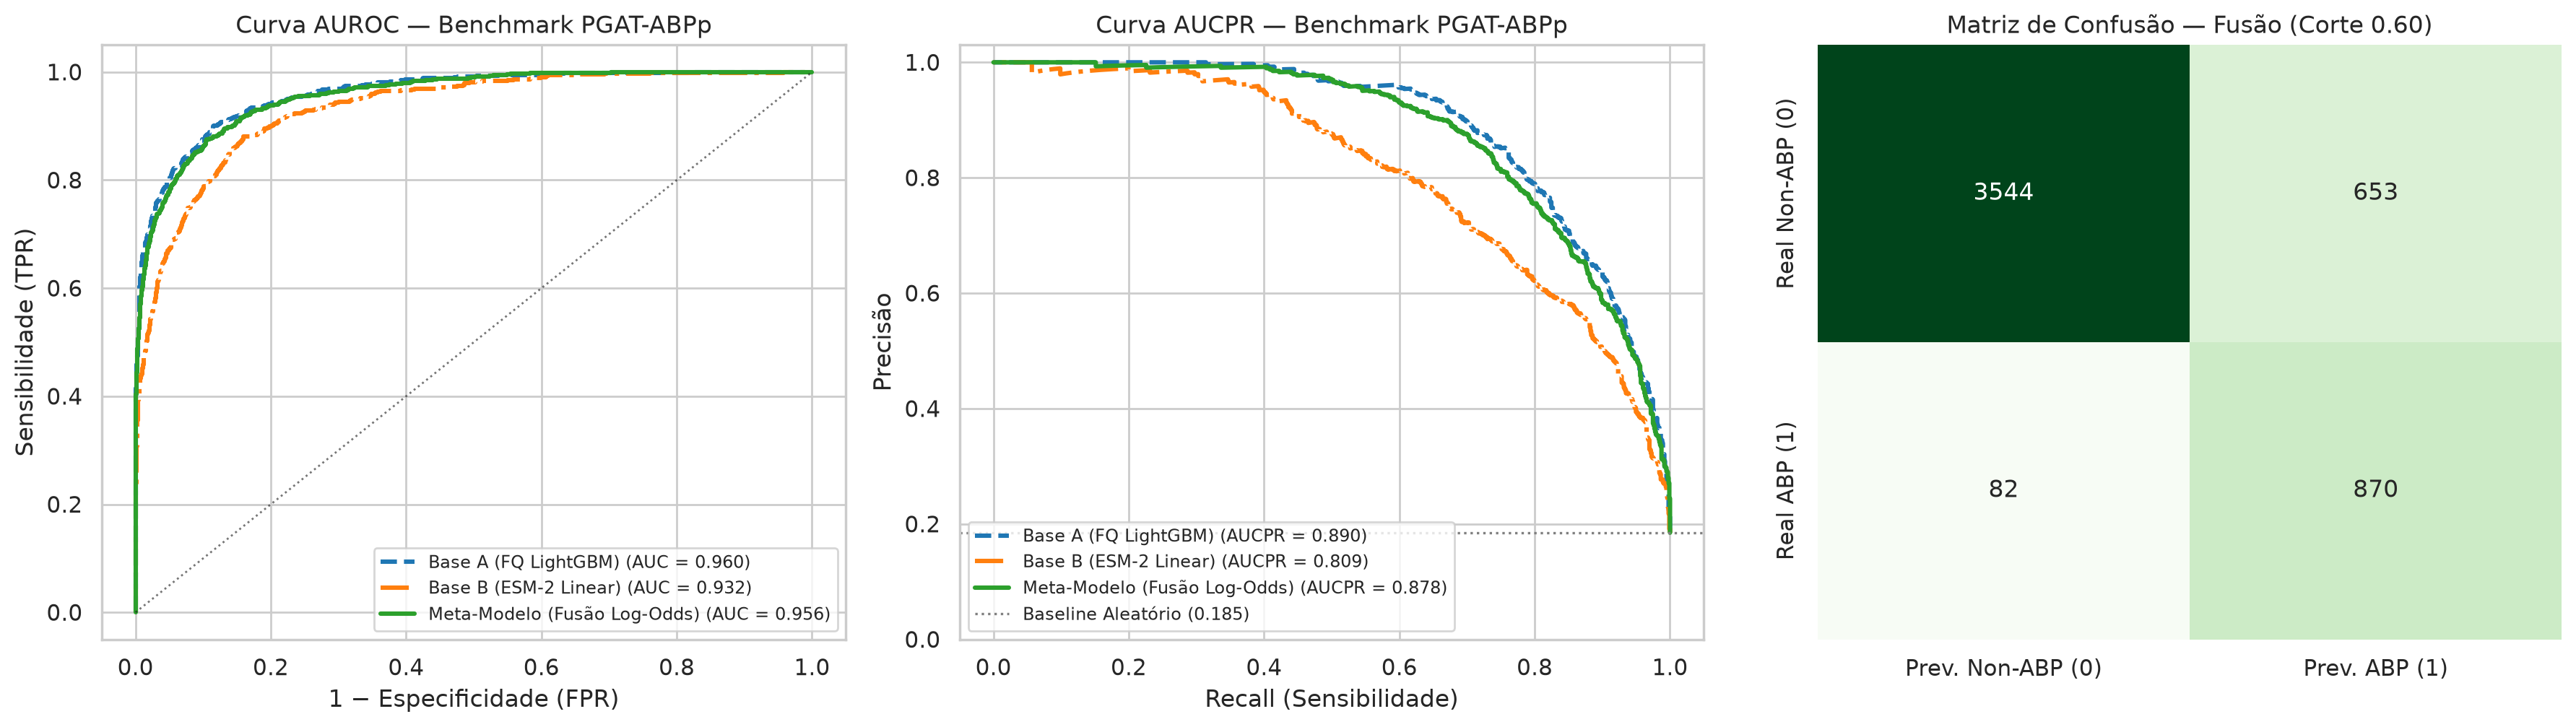 Curva AUROC — Benchmark PGAT-ABPp
Sensibilidade (TPR)
1.0
0.8
0.6
0.4
0.2
0.0
0.0 0.2 0.4 0.6 0.8 1.0
1 − Especificidade (FPR)
Base A (FQ LightGBM) (AUC = 0.960)
Base B (ESM-2 Linear) (AUC = 0.932)
Meta-Modelo (Fusão Log-Odds) (AUC = 0.956)
Curva AUCPR — Benchmark PGAT-ABPp
Precisão
1.0
0.8
0.6
0.4
0.2
0.0
0.0 0.2 0.4 0.6 0.8 1.0
Recall (Sensibilidade)
Base A (FQ LightGBM) (AUCPR = 0.890)
Base B (ESM-2 Linear) (AUCPR = 0.809)
Meta-Modelo (Fusão Log-Odds) (AUCPR = 0.878)
Baseline Aleatório (0.185)
Matriz de Confusão — Fusão (Corte 0.60)
Real Non-ABP (0)
3544 653
Real ABP (1)
82 870
Prev. Non-ABP (0) Prev. ABP (1)